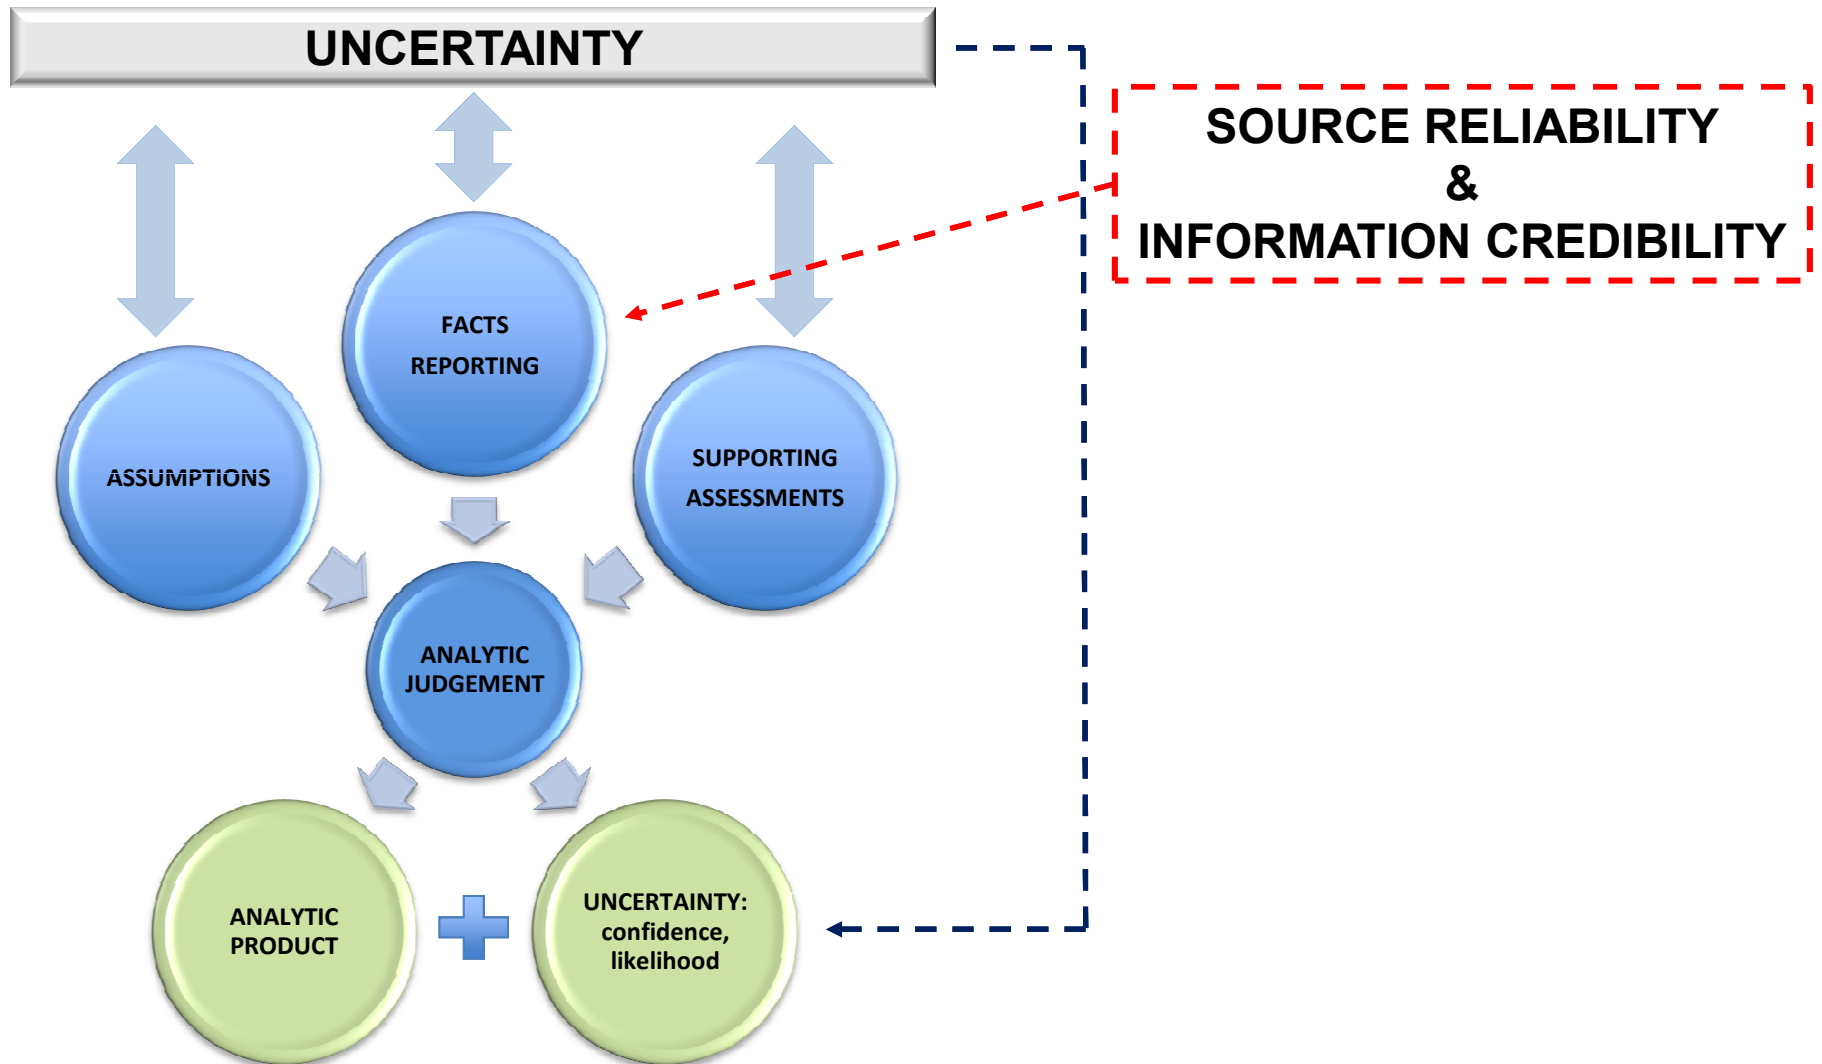 UNCERTAINTY
SOURCE RELIABILITY
&
INFORMATION CREDIBILITY
FACTS
REPORTING
ASSUMPTIONS
SUPPORTING
ASSESSMENTS
ANALYTIC
JUDGEMENT
ANALYTIC
PRODUCT
UNCERTAINTY:
confidence,
likelihood